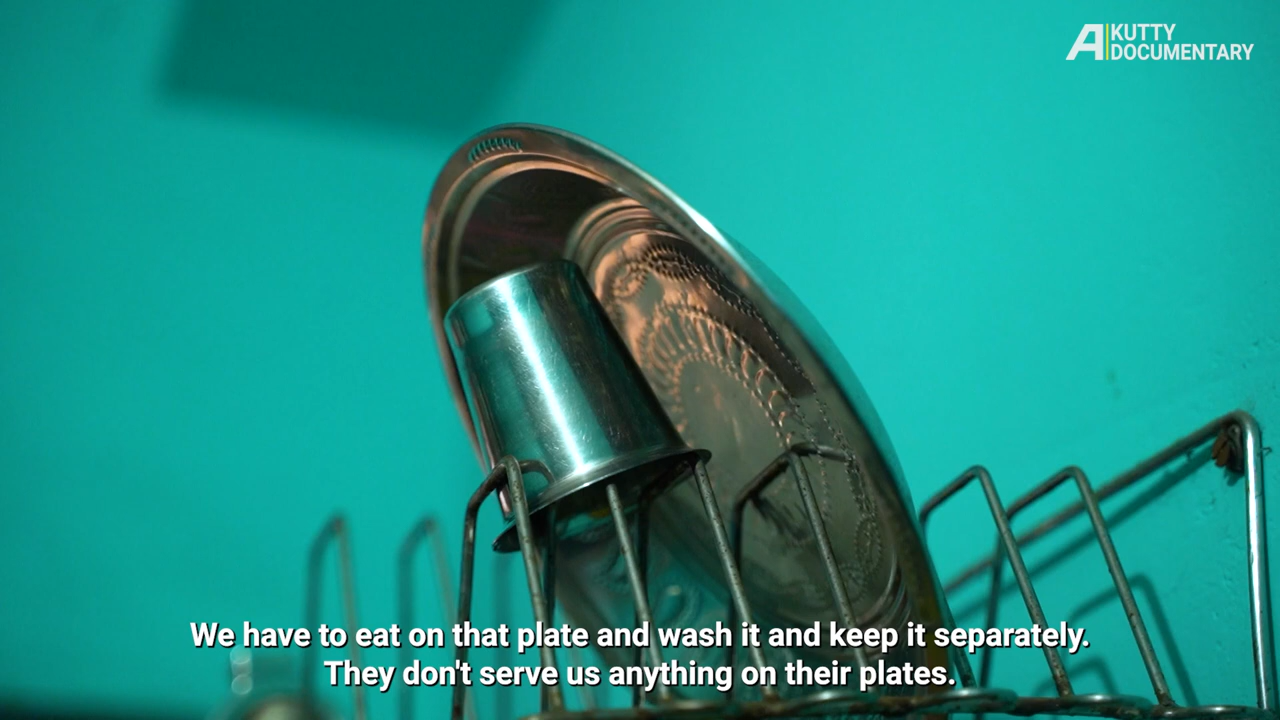 A KUTTY
DOCUMENTARY
We have to eat on that plate and wash it and keep it separately.
They don't serve us anything on their plates.